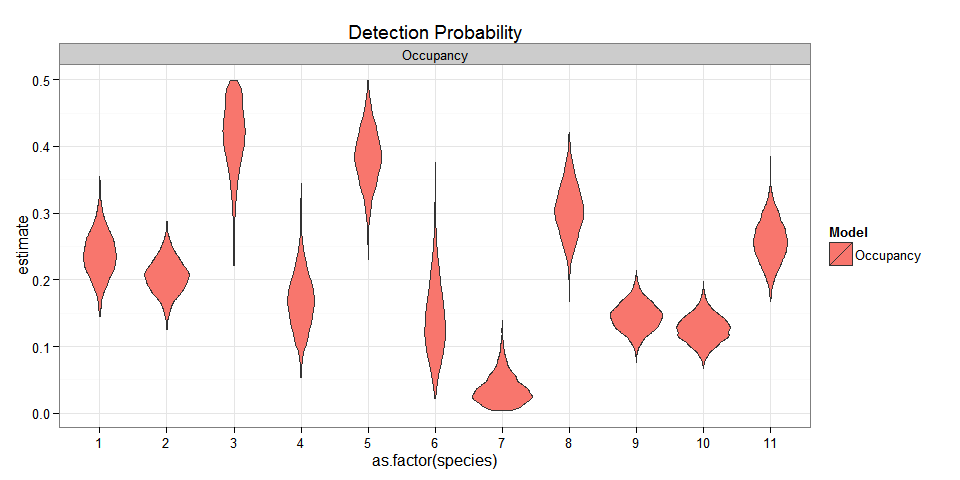 Detection Probability
Occupancy
estimate
0.5
0.4
0.3
0.2
0.1
0.0
1 2 3 4 5 6 7 8 9 10 11
as.factor(species)
Model
Occupancy